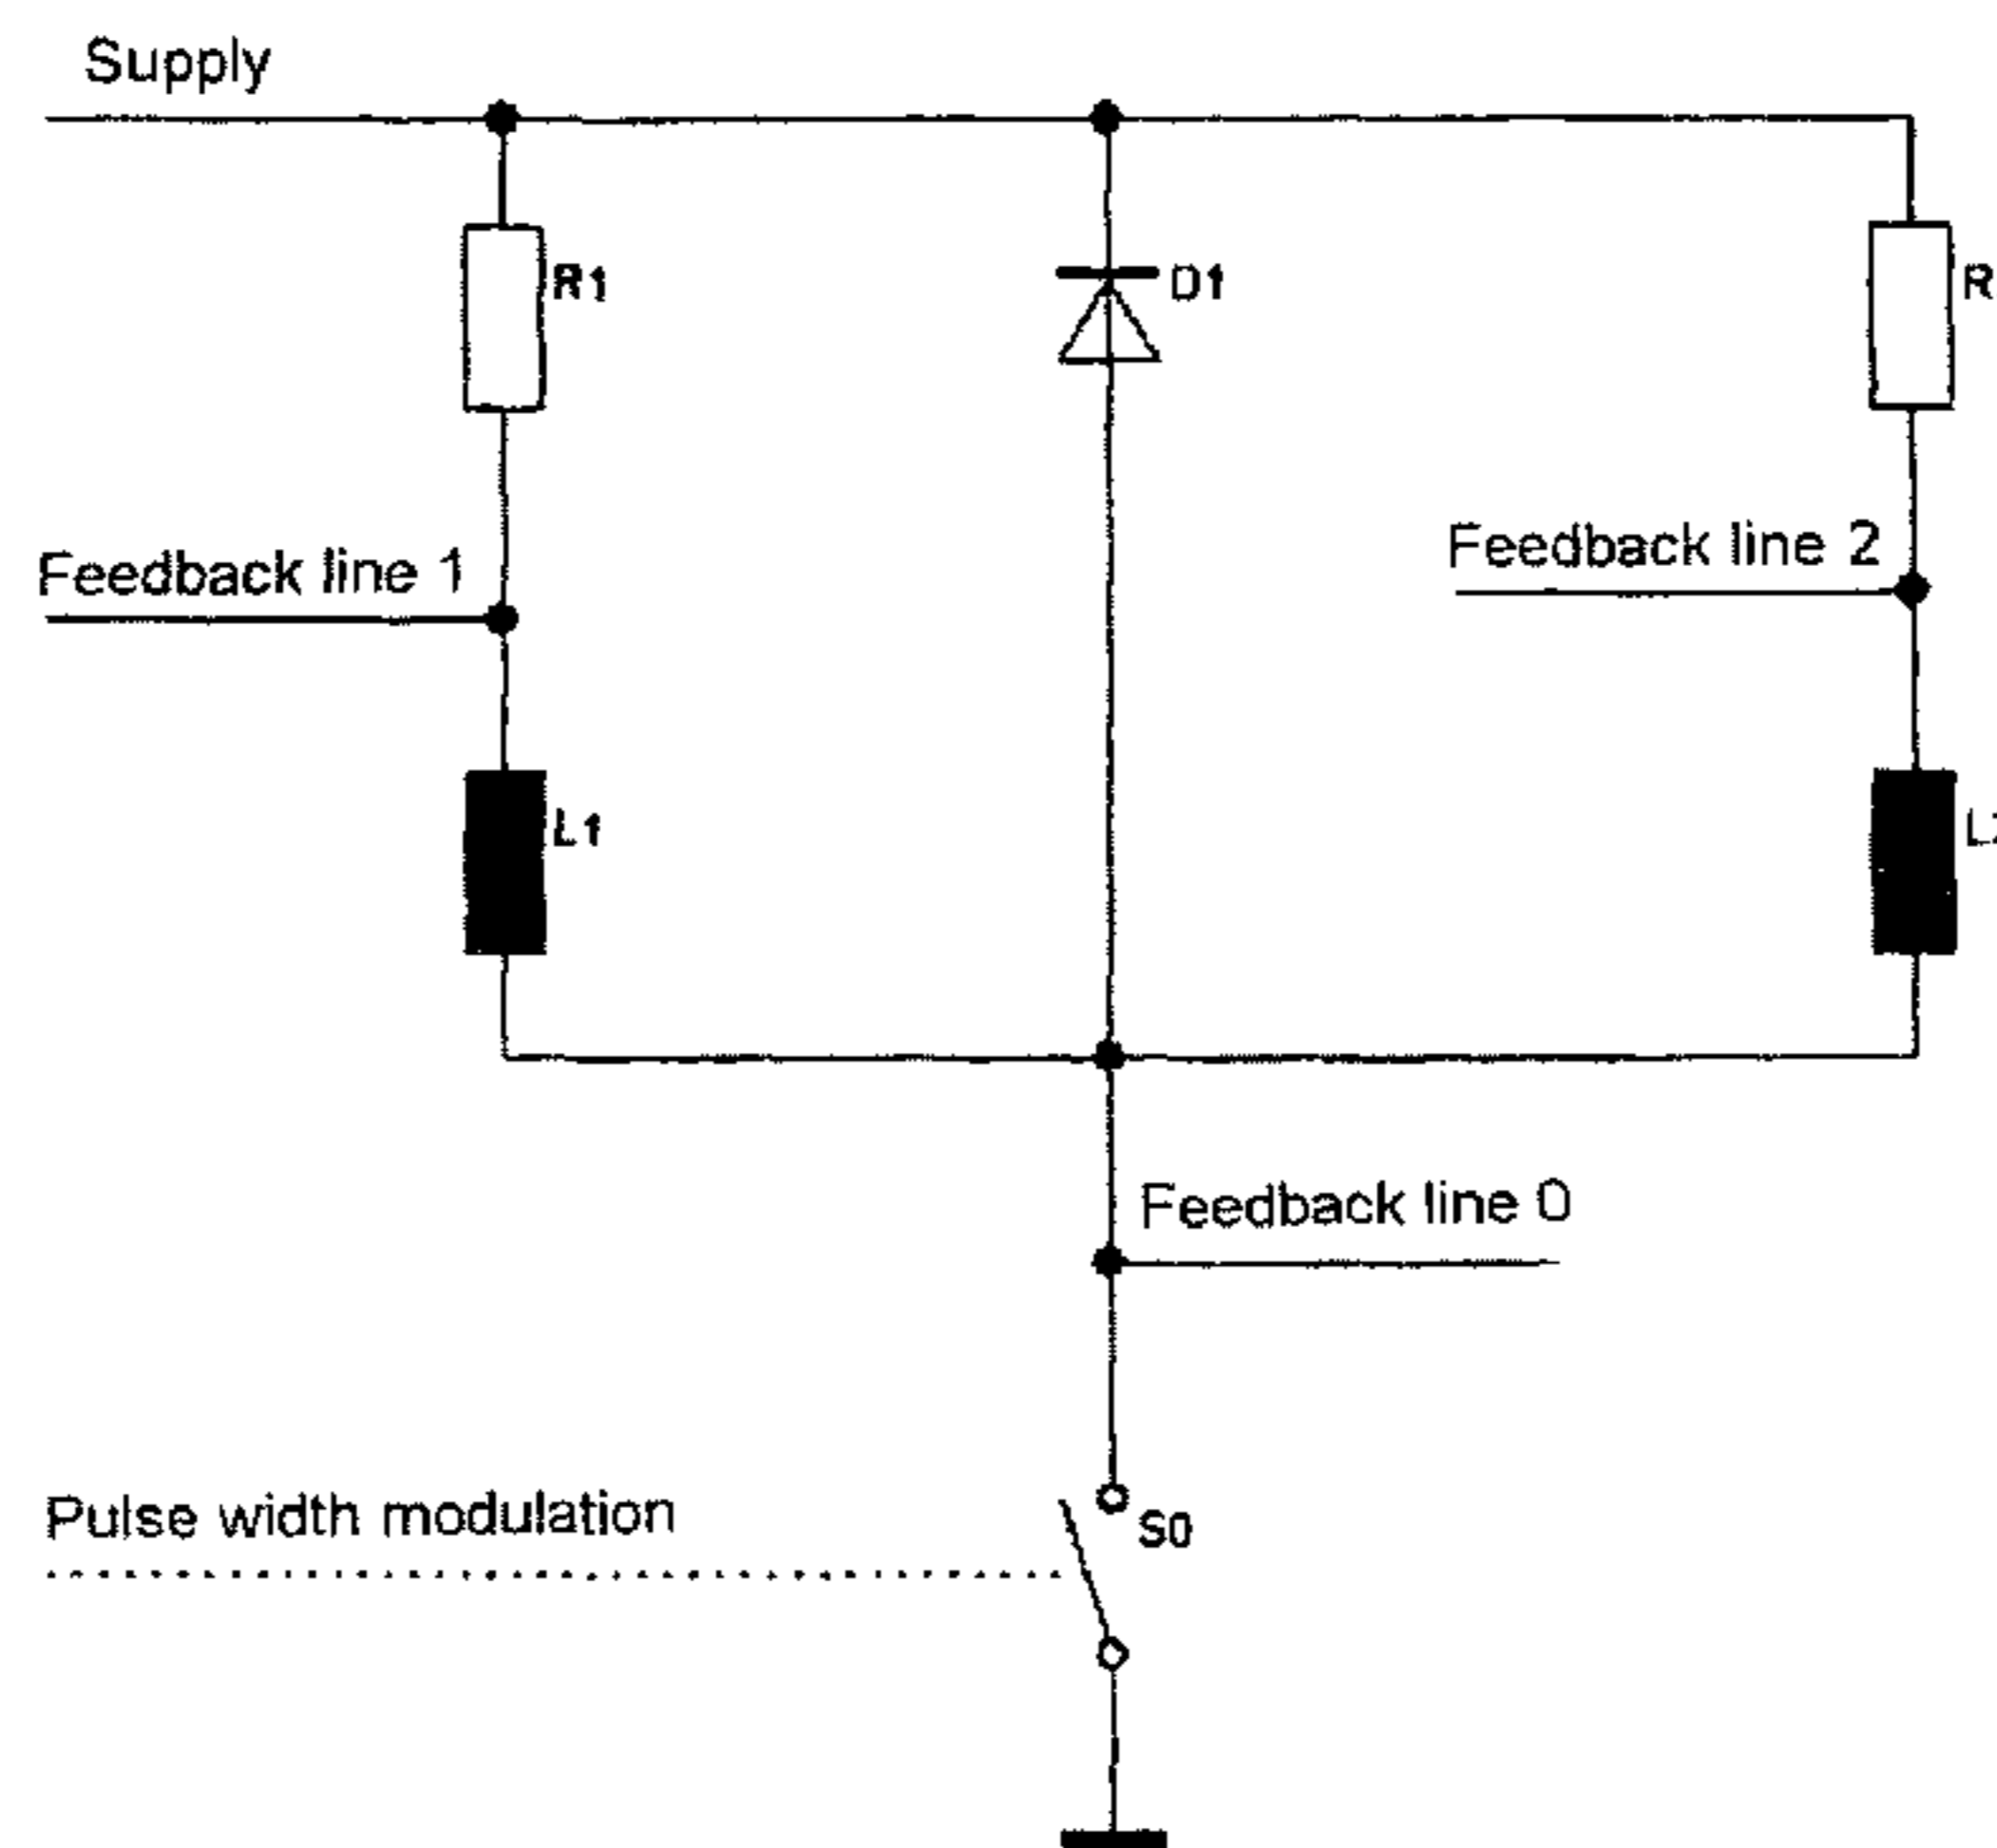 Supply
R1
D1
R
Feedback line 1
Feedback line 2
L1
L
Feedback line 0
Pulse width modulation
S0